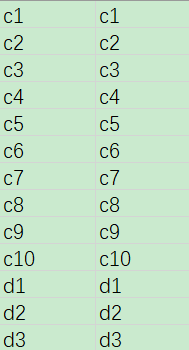 c1 c1
c2 c2
c3 c3
c4 c4
c5 c5
c6 c6
c7 c7
c8 c8
c9 c9
c10 c10
d1 d1
d2 d2
d3 d3